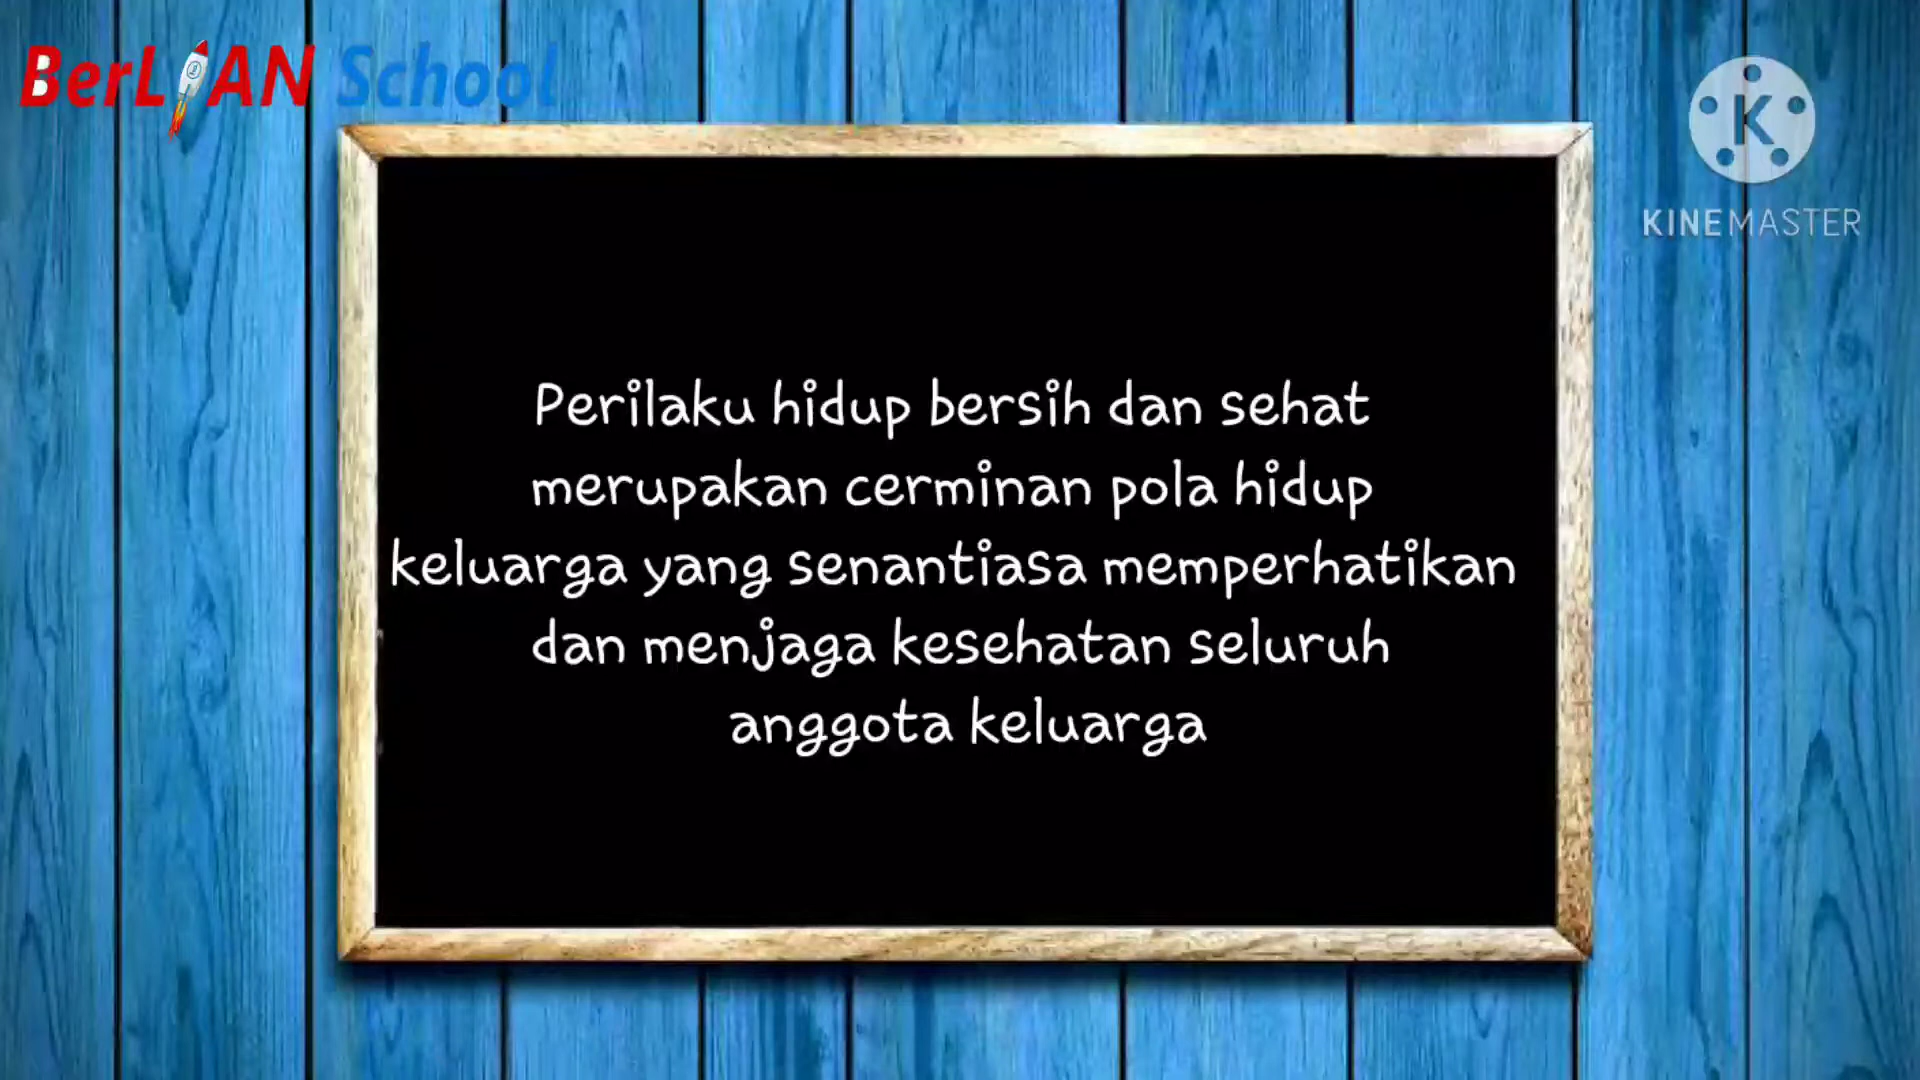 BerLiAN School
K
KINEMASTER
Perilaku hidup bersih dan sehat
merupakan cerminan pola hidup
keluarga yang senantiasa memperhatikan
dan menjaga kesehatan seluruh
anggota keluarga